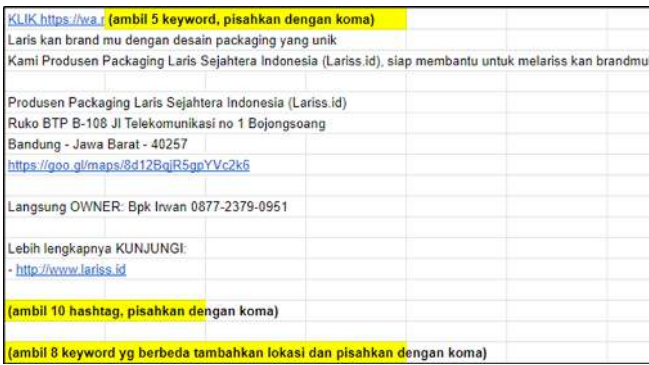 KLIK https://wa.r (ambil 5 keyword, pisahkan dengan koma)
Laris kan brand mu dengan desain packaging yang unik
Kami Produsen Packaging Laris Sejahtera Indonesia (Lariss.id), siap membantu untuk melariss kan brandmu
Produsen Packaging Laris Sejahtera Indonesia (Lariss.id)
Ruko BTP B-108 Jl Telekomunikasi no 1 Bojongsoang
Bandung - Jawa Barat - 40257
https://goo.gl/maps/8d12BqjR5gpYVc2k6
Langsung OWNER: Bpk Irwan 0877-2379-0951
Lebih lengkapnya KUNJUNGI:
- http://www.lariss.id
(ambil 10 hashtag, pisahkan dengan koma)
(ambil 8 keyword yg berbeda tambahkan lokasi dan pisahkan dengan koma)